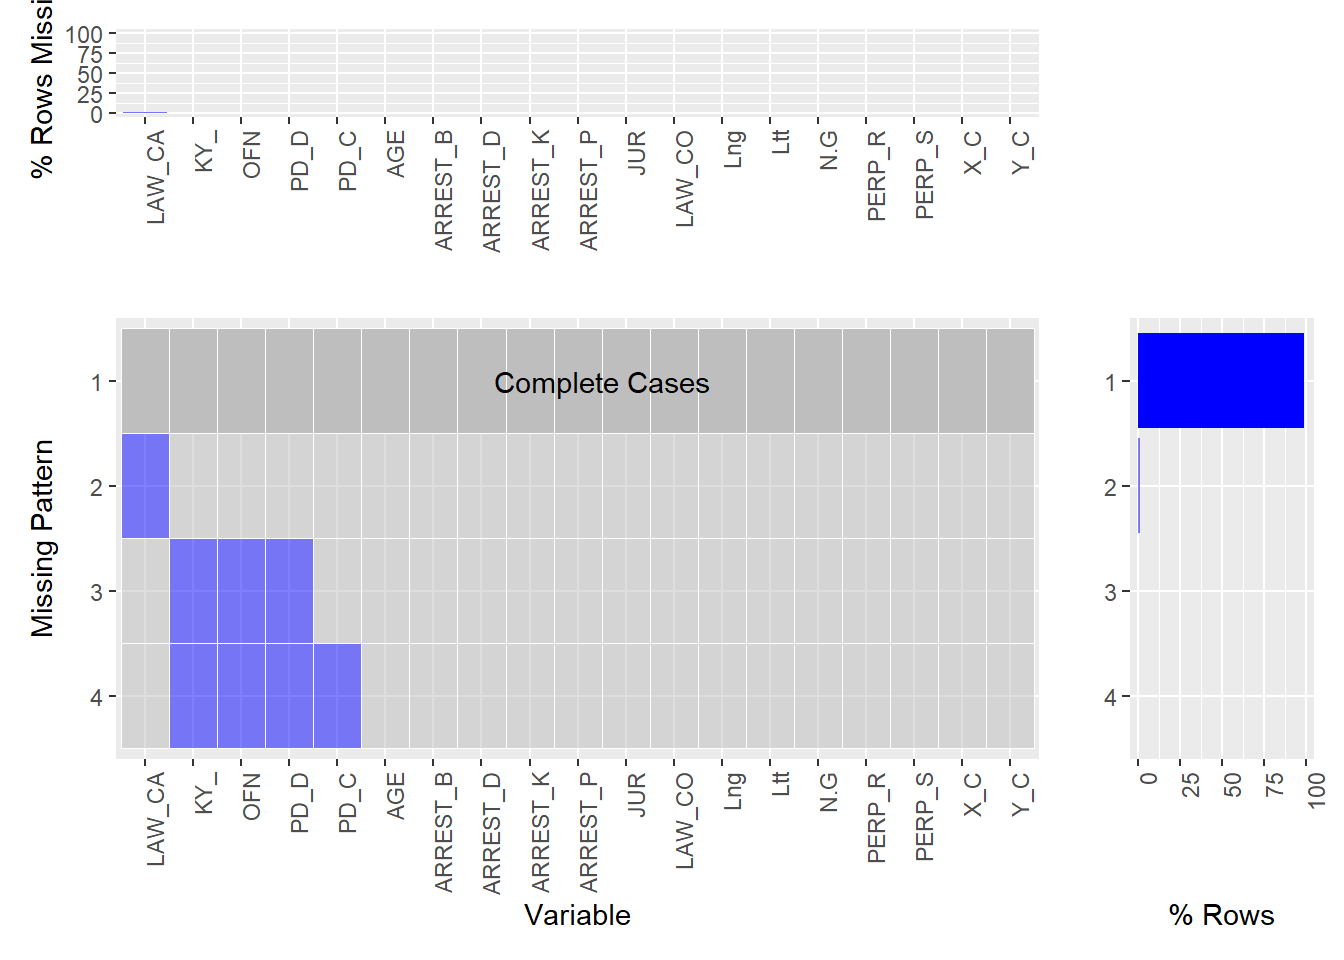 % Rows Missi
100
75
50
25
0
LAW_CA KY_ OFN PD_D PD_C AGE ARREST_B ARREST_D ARREST_K ARREST_P JUR LAW_CO Lng Ltt N.G PERP_R PERP_S X_C Y_C
Missing Pattern
1
2
3
4
Complete Cases
LAW_CA KY_ OFN PD_D PD_C AGE ARREST_B ARREST_D ARREST_K ARREST_P JUR LAW_CO Lng Ltt N.G PERP_R PERP_S X_C Y_C
Variable
1
2
3
4
0 25 50 75 100
% Rows